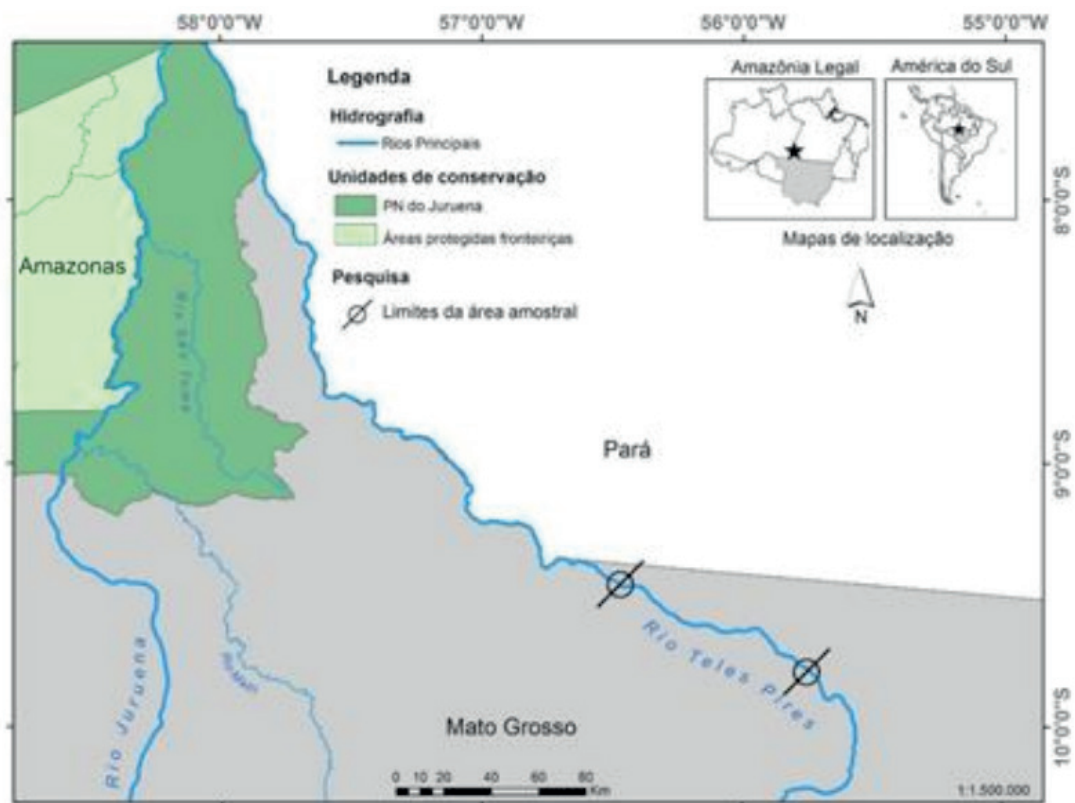 58°0'0"W
57°0'0"W
56°0'0"W
55°0'0"W
Legenda
Hidrografia
Rios Principais
Unidades de conservação
PN do Juruena
Áreas protegidas fronteiriças
Pesquisa
Limites da área amostral
Amazônia Legal
América do Sul
Mapas de localização
N
8°0'0"S
9°0'0"S
10°0'0"S
Amazonas
Rio São Tomé
Pará
Rio Teles Pires
Rio Juruena
Mato Grosso
0 10 20 40 60 80
Km
1:1.500.000